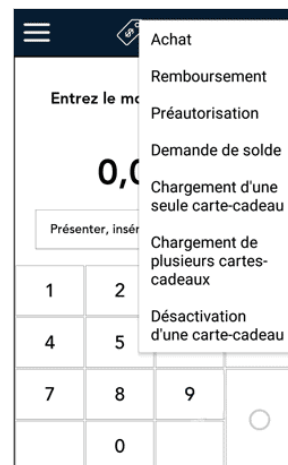 Achat
Remboursement
Entrez le mo
Préautorisation
Demande de solde
0,0
Chargement d'une
seule carte-cadeau
Présenter, insér
Chargement de
plusieurs cartes-
cadeaux
1 2
Désactivation
d'une carte-cadeau
4 5
7 8 9
0